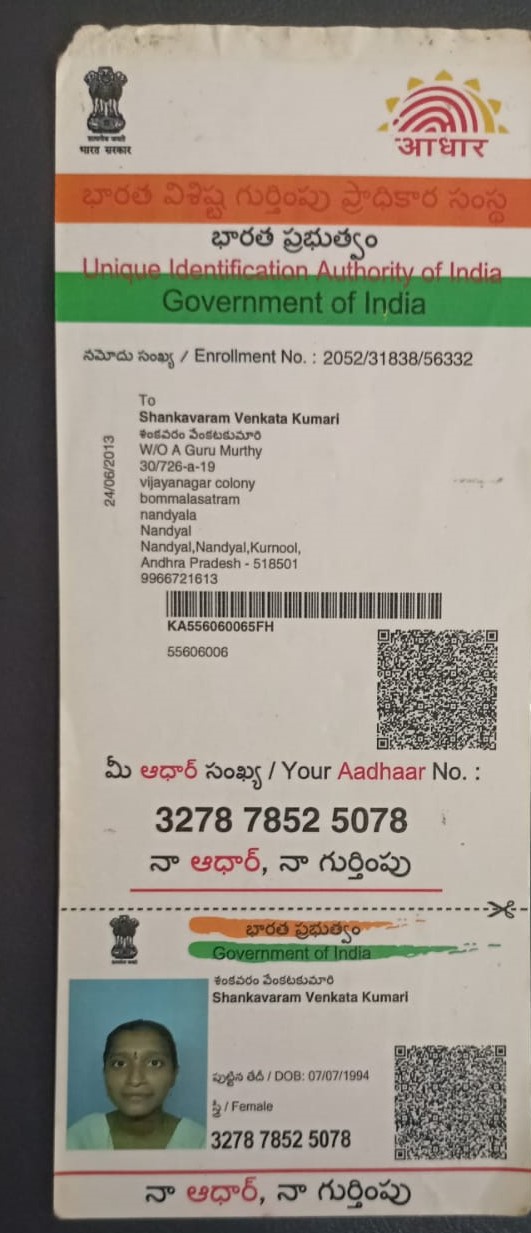 भारत सरकार
आधार
భారత విశిష్ట గుర్తింపు ప్రాధికార సంస్థ
భారత ప్రభుత్వం
Unique Identification Authority of India
Government of India
నమోదు సంఖ్య / Enrollment No. : 2052/31838/56332
24/06/2013
To
Shankavaram Venkata Kumari
శంకవరం వెంకటకుమారి
W/O A Guru Murthy
30/726-a-19
vijayanagar colony
bommalasatram
nandyala
Nandyal
Nandyal,Nandyal,Kurnool,
Andhra Pradesh - 518501
9966721613
KA556060065FH
55606006
మీ ఆధార్ సంఖ్య / Your Aadhaar No. :
3278 7852 5078
నా ఆధార్, నా గుర్తింపు
భారత ప్రభుత్వం
Government of India
శంకవరం వెంకటకుమారి
Shankavaram Venkata Kumari
పుట్టిన తేదీ / DOB: 07/07/1994
స్త్రీ / Female
3278 7852 5078
నా ఆధార్, నా గుర్తింపు